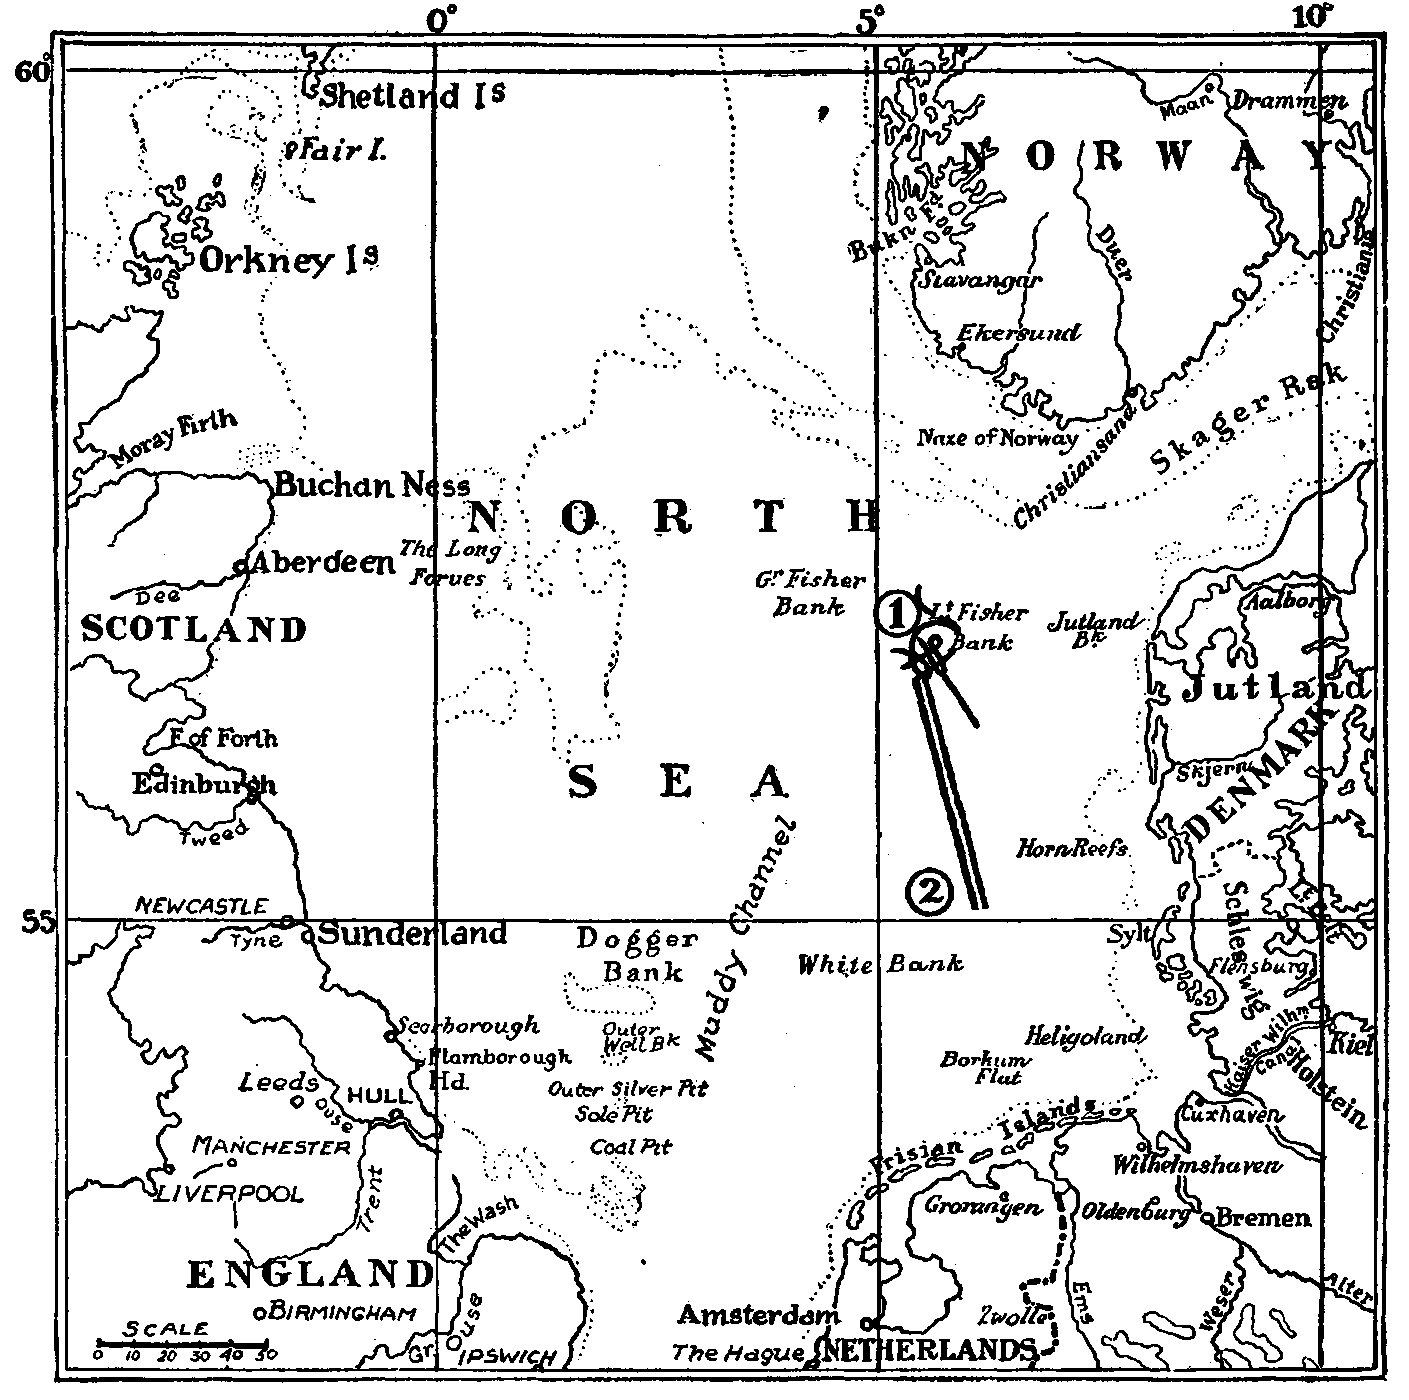 0° 5° 10°
60°
Shetland Is
Fair I.
Orkney Is
NORWAY
Maan
Drammen
Bukn Fd
Duer
Stavangar
Ekersund
Christiania
Skager Rak
Naze of Norway
Christiansand
Moray Firth
Buchan Ness
NORTH
Aberdeen
The Long
Forues
Dee
SCOTLAND
Gr. Fisher
Bank
1
Lt. Fisher
Bank
Jutland
Bk.
Aalborg
Jutland
DENMARK
F. of Forth
Edinburgh
Tweed
SEA
Skjern
Horn Reefs
2
Muddy Channel
NEWCASTLE
55
Tyne
Sunderland
Dogger
Bank
White Bank
Sylt
Schleswig
Flensburg
Scarborough
Flamborough
Hd.
Outer
Well Bk
Heligoland
Borkum
Flat
Kaiser Wilhm
Canal
Kiel
Holstein
Leeds
Ouse
HULL
Outer Silver Pit
Sole Pit
Coal Pit
Frisian Islands
Cuxhaven
MANCHESTER
LIVERPOOL
Trent
The Wash
Wilhelmshaven
Grorangen
Oldenburg
Bremen
ENGLAND
BIRMINGHAM
Amsterdam
Zwolle
Ems
Weser
Alter
SCALE
0 10 20 30 40 50
Gr. Ouse
IPSWICH
The Hague
NETHERLANDS